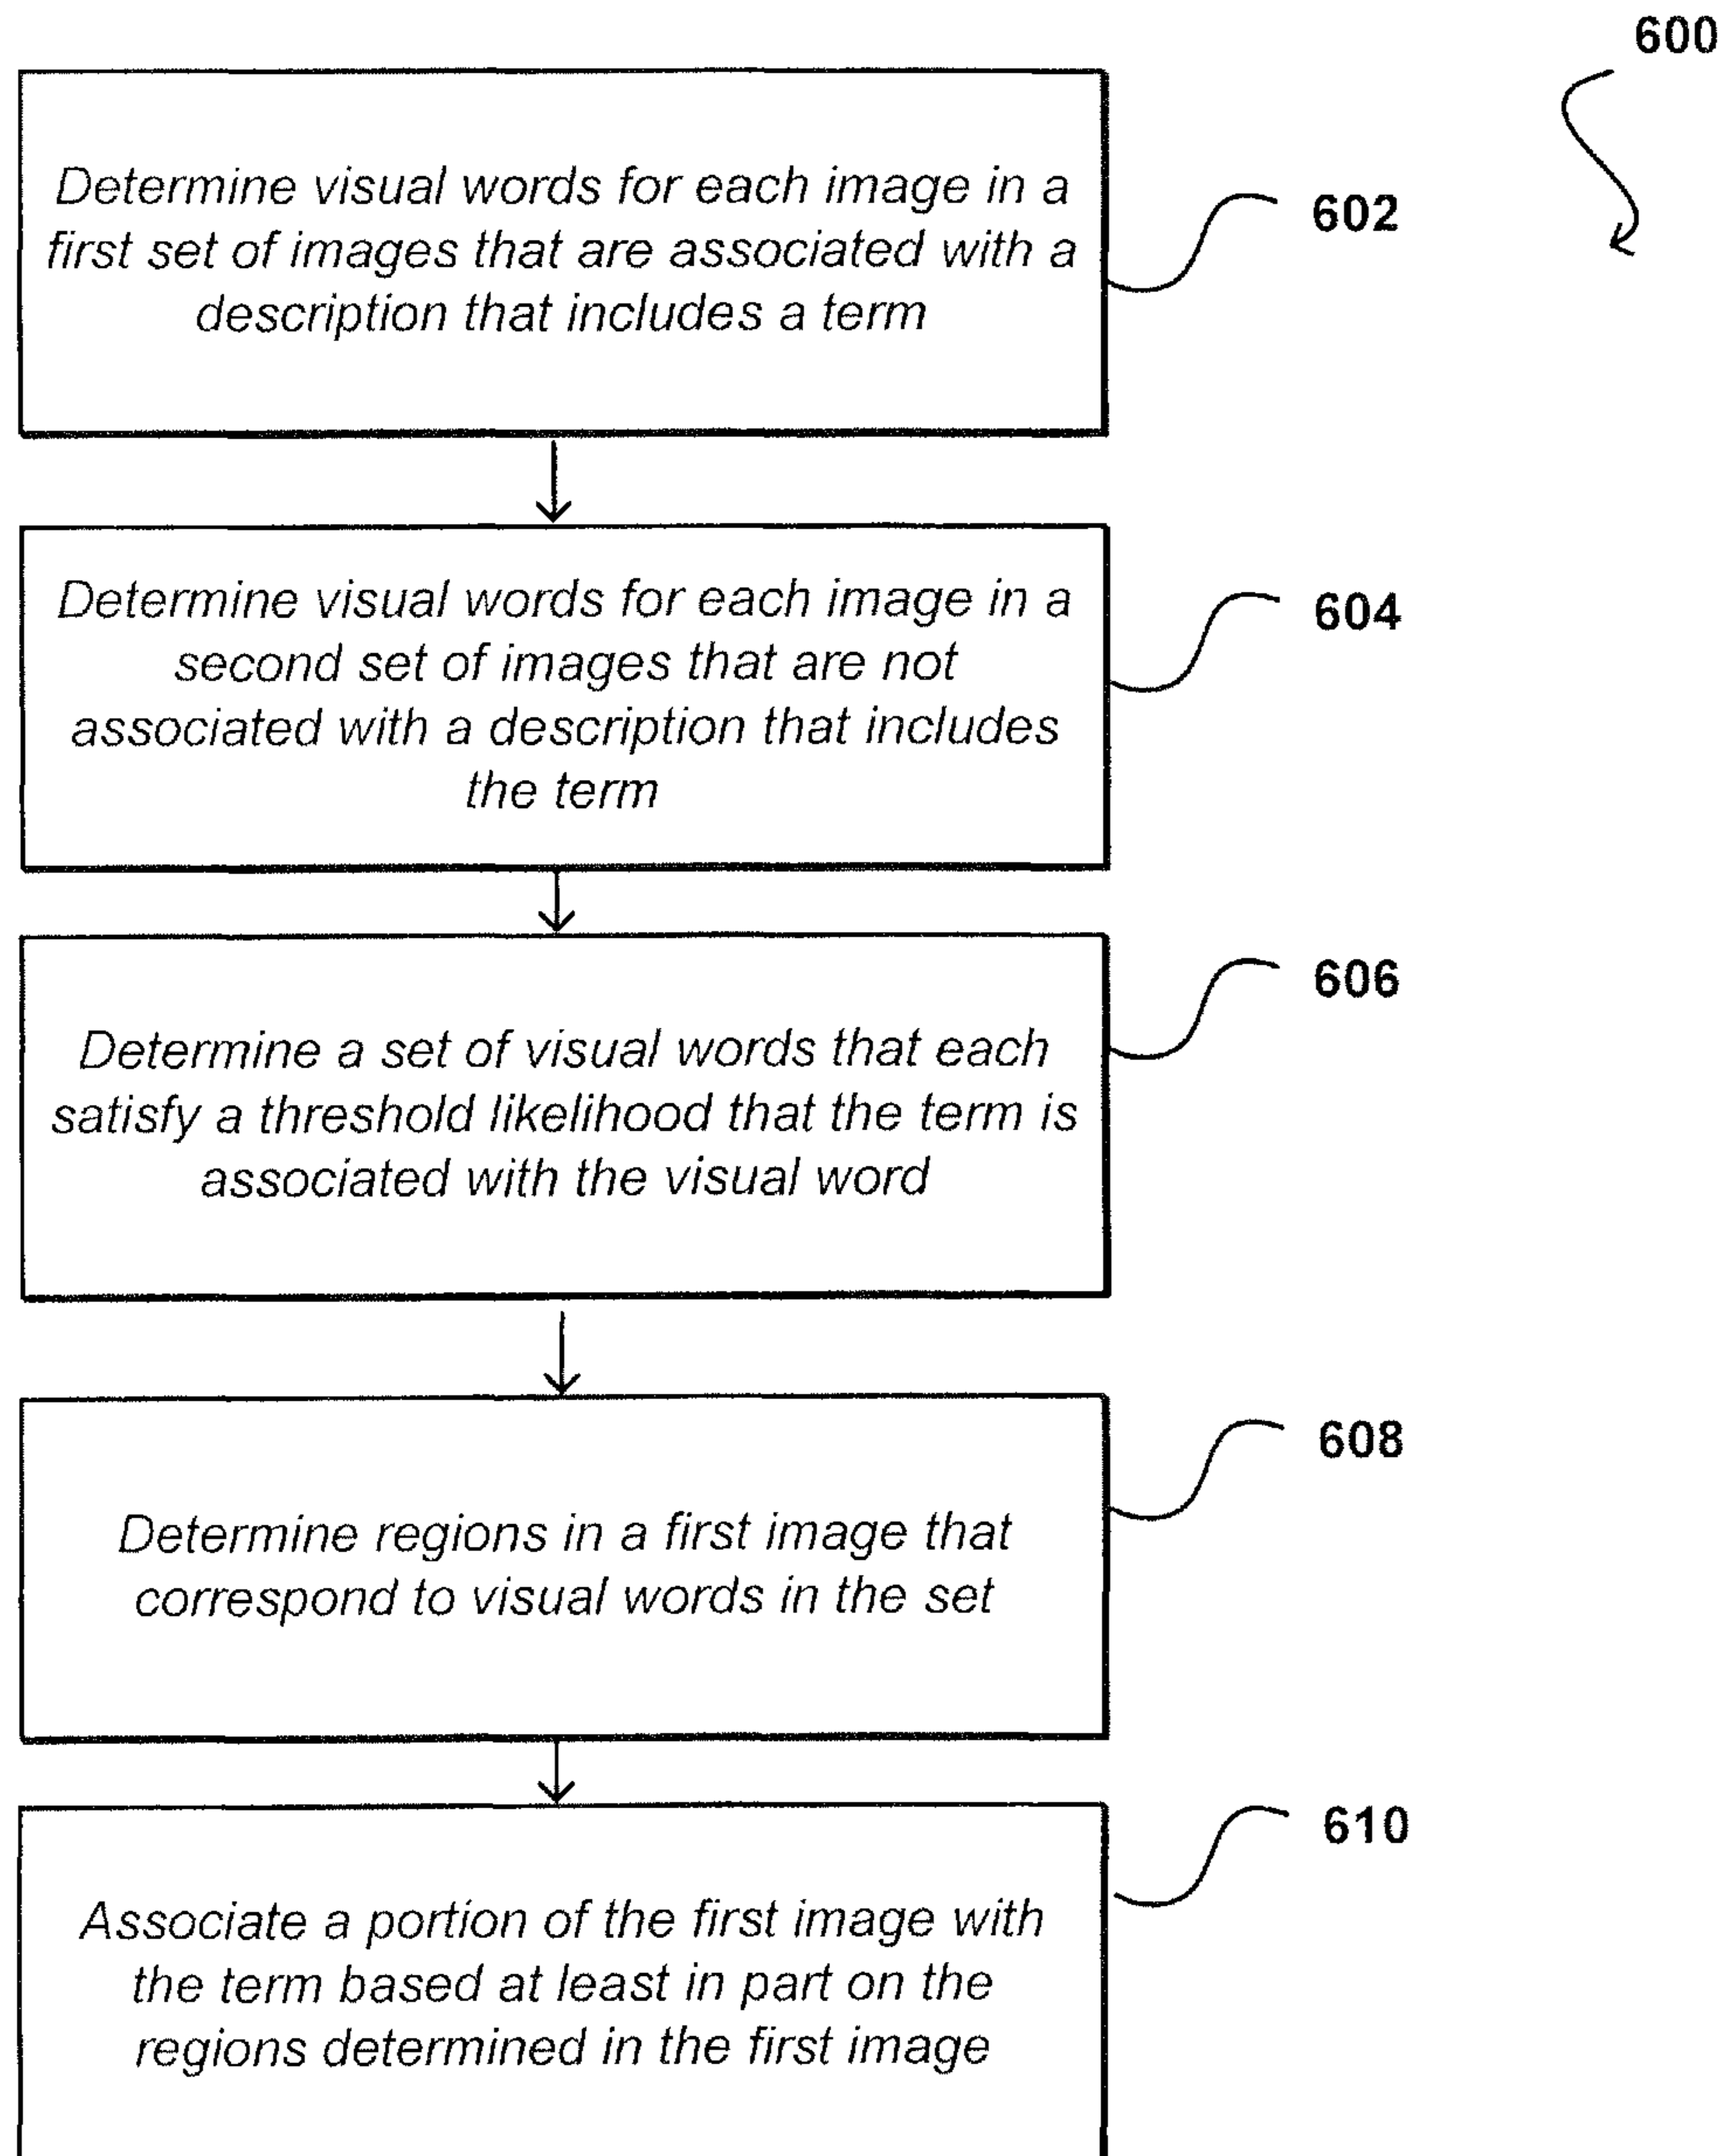 600
Determine visual words for each image in a
first set of images that are associated with a
description that includes a term
602
Determine visual words for each image in a
second set of images that are not
associated with a description that includes
the term
604
Determine a set of visual words that each
satisfy a threshold likelihood that the term is
associated with the visual word
606
Determine regions in a first image that
correspond to visual words in the set
608
Associate a portion of the first image with
the term based at least in part on the
regions determined in the first image
610